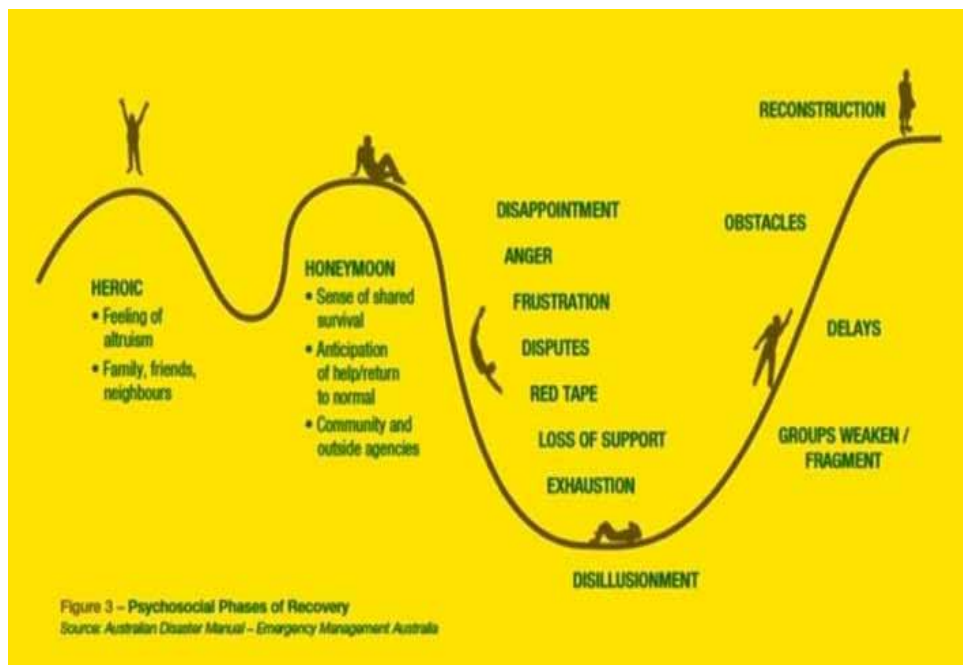 RECONSTRUCTION
DISAPPOINTMENT
OBSTACLES
ANGER
HONEYMOON
• Sense of shared
survival
• Anticipation
of help/return
to normal
• Community and
outside agencies
HEROIC
• Feeling of
altruism
• Family, friends,
neighbours
FRUSTRATION
DELAYS
DISPUTES
RED TAPE
LOSS OF SUPPORT
GROUPS WEAKEN /
FRAGMENT
EXHAUSTION
DISILLUSIONMENT
Figure 3 – Psychosocial Phases of Recovery
Source: Australian Disaster Manual – Emergency Management Australia